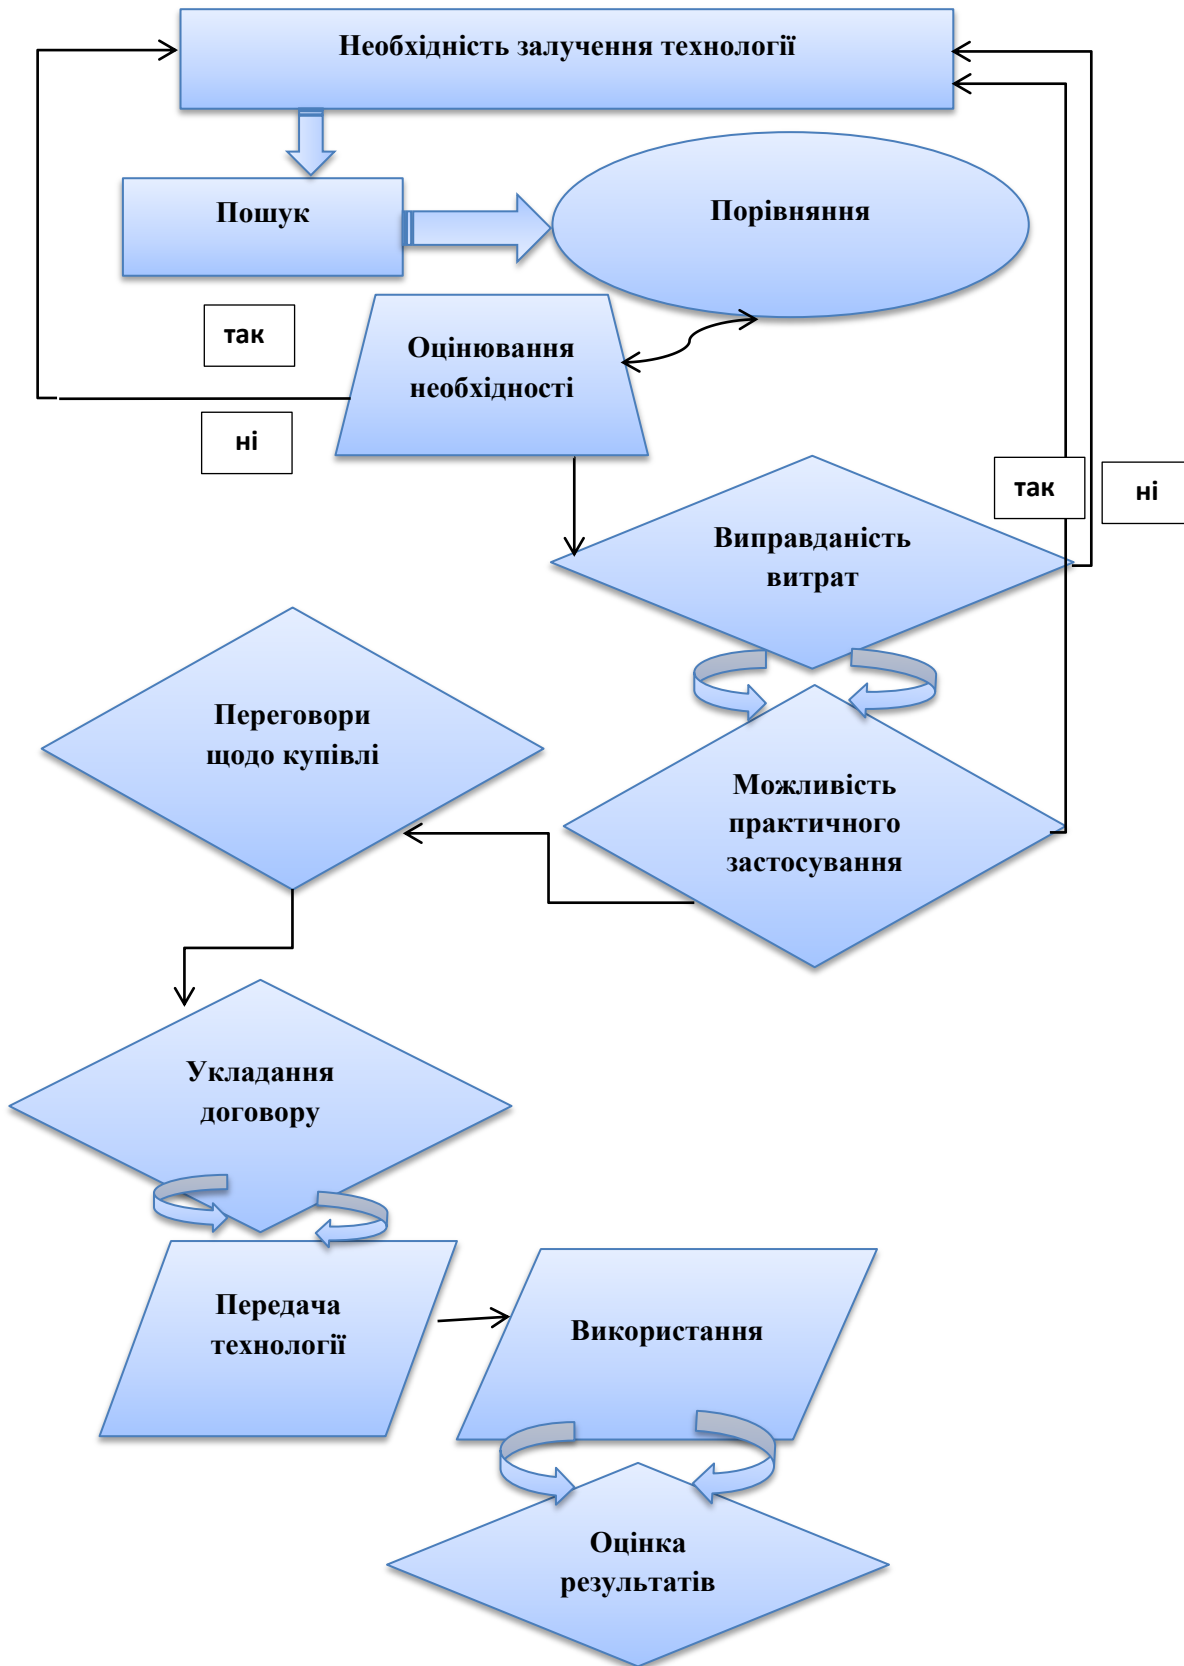 Необхідність залучення технології
Пошук
Порівняння
так
Оцінювання
необхідності
ні
так
ні
Виправданість
витрат
Переговори
щодо купівлі
Можливість
практичного
застосування
Укладання
договору
Передача
технології
Використання
Оцінка
результатів